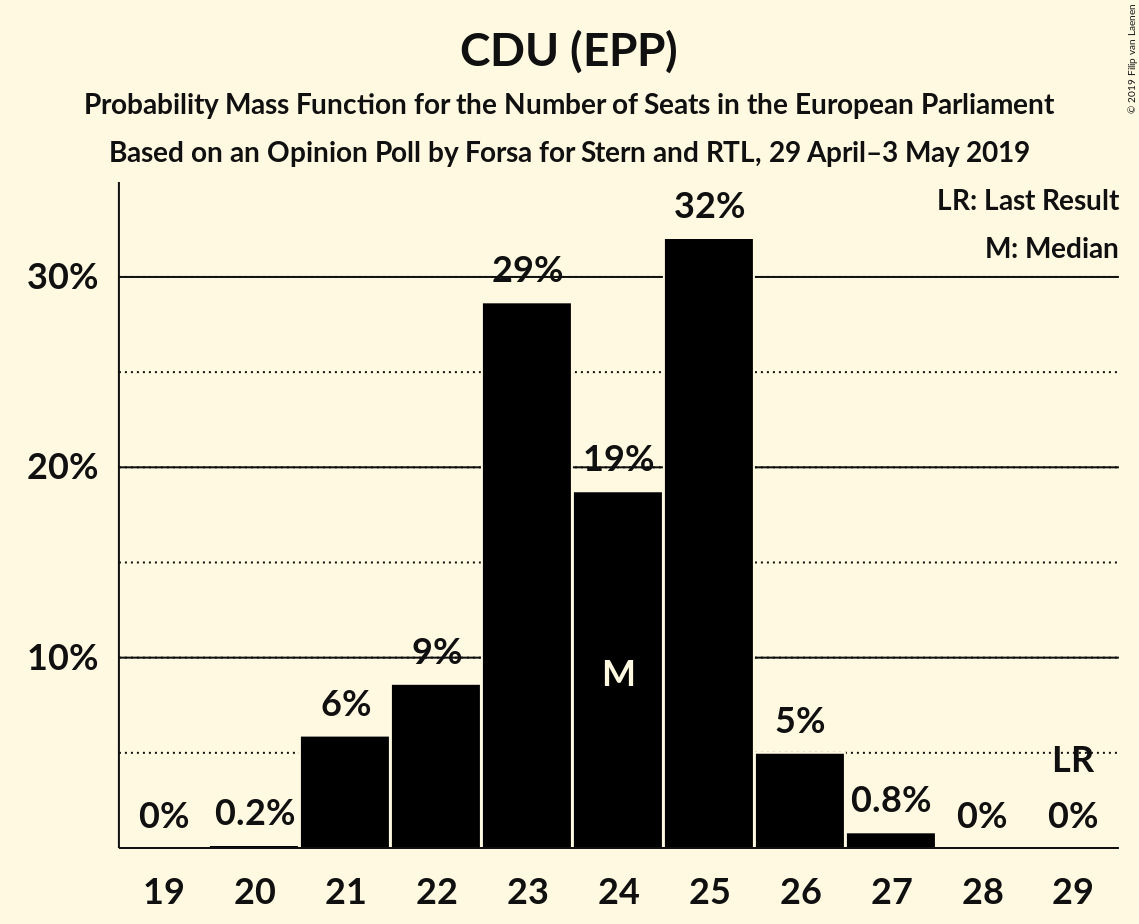 CDU (EPP)
Probability Mass Function for the Number of Seats in the European Parliament
Based on an Opinion Poll by Forsa for Stern and RTL, 29 April–3 May 2019
© 2019 Filip van Laenen
LR: Last Result
M: Median
30%
20%
10%
0%
0.2%
6%
9%
29%
19%
32%
5%
0.8%
0%
0%
M
LR
19 20 21 22 23 24 25 26 27 28 29